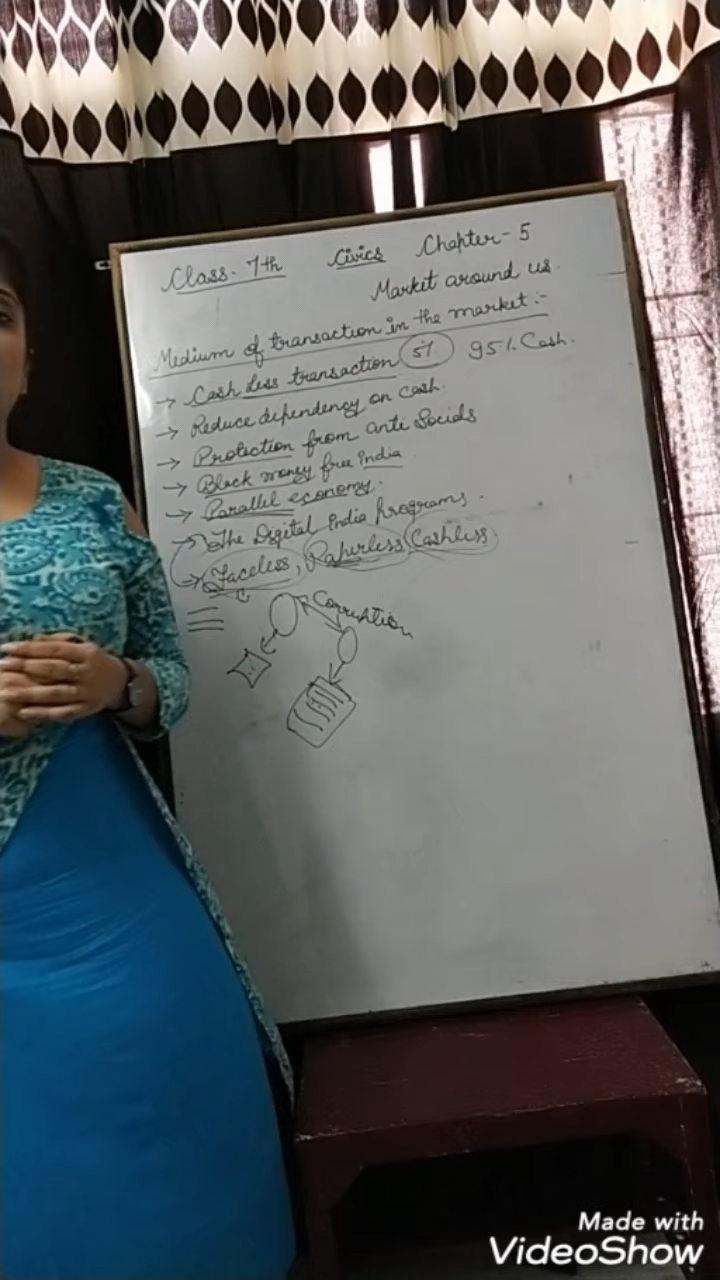 Class- 7th Civics Chapter- 5
Market around us.
Medium of transaction in the market:-
→ Cash Less transaction 5% 95% Cash.
→ Reduce dependency on cash.
→ Protection from anti Socials
→ Black money free India
→ Parallel economy.
→ The Digital India programs.
→ Faceless, Paperless Cashless.
Corruption
Made with
VideoShow